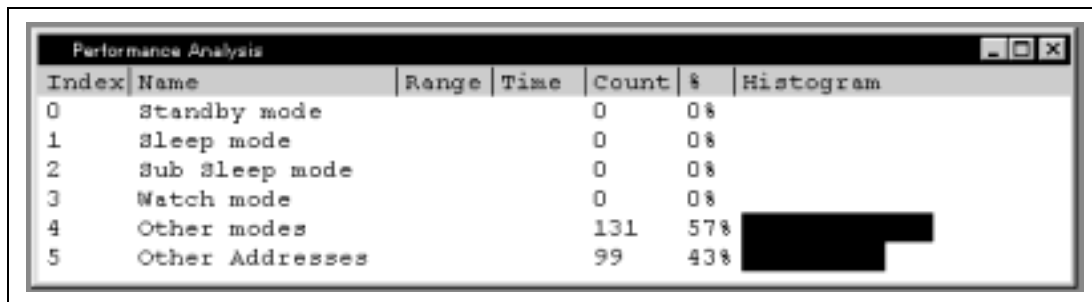 Performance Analysis
Index Name Range Time Count % Histogram
0 Standby mode 0 0%
1 Sleep mode 0 0%
2 Sub Sleep mode 0 0%
3 Watch mode 0 0%
4 Other modes 131 57%
5 Other Addresses 99 43%